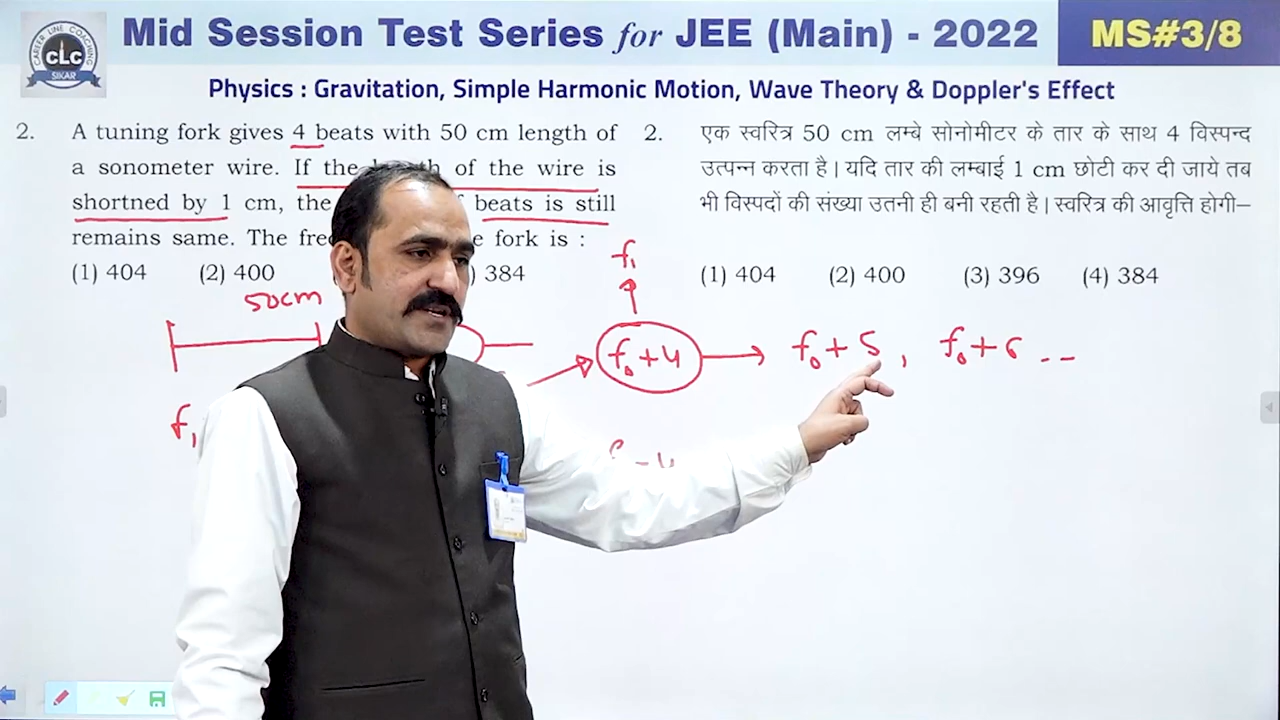 CAREER LINE COACHING
CLC
SIKAR
Mid Session Test Series for JEE (Main) - 2022
MS#3/8
Physics : Gravitation, Simple Harmonic Motion, Wave Theory & Doppler's Effect
2. A tuning fork gives 4 beats with 50 cm length of
a sonometer wire. If the of the wire is
shortned by 1 cm, the beats is still
remains same. The fork is :
(1) 404 (2) 400 384
2. एक स्वरित्र 50 cm लम्बे सोनोमीटर के तार के साथ 4 विस्पन्द
उत्पन्न करता है। यदि तार की लम्बाई 1 cm छोटी कर दी जाये तब
भी विस्पदों की संख्या उतनी ही बनी रहती है। स्वरित्र की आवृत्ति होगी–
(1) 404 (2) 400 (3) 396 (4) 384
50cm
f₁
f₀+4
f₀+5, f₀+6 --
f₁